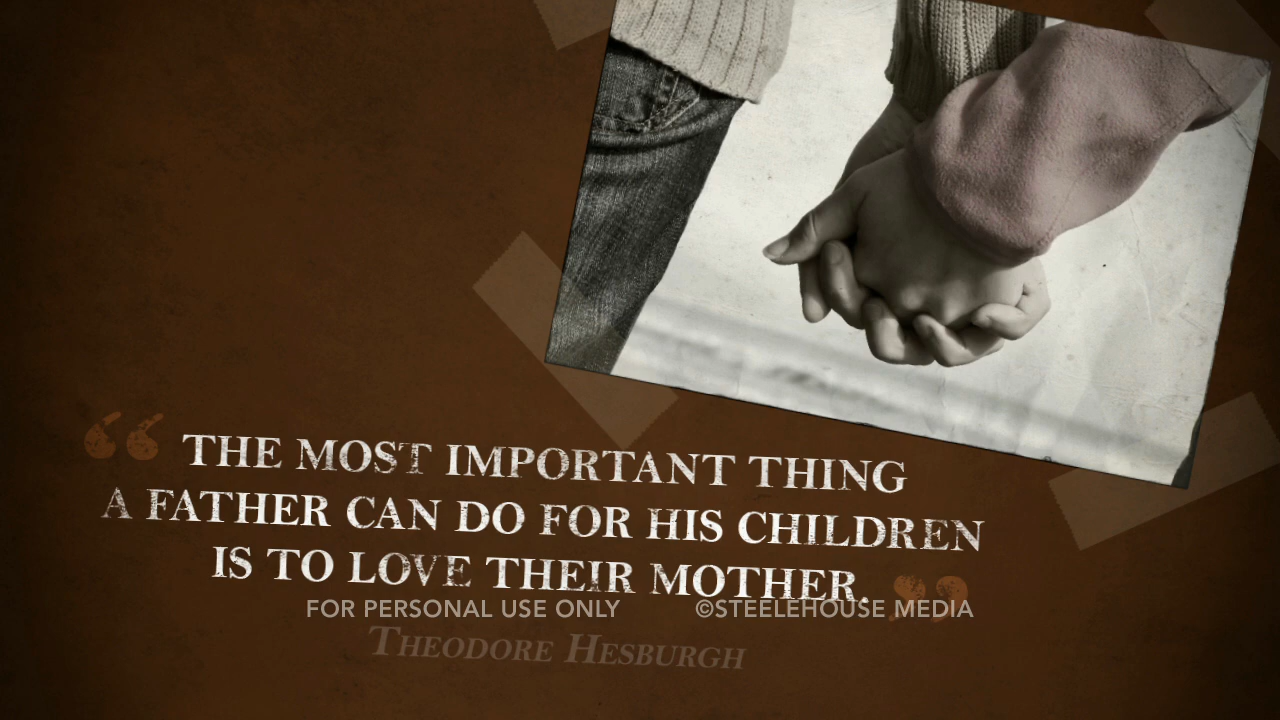 “THE MOST IMPORTANT THING
A FATHER CAN DO FOR HIS CHILDREN
IS TO LOVE THEIR MOTHER.”
FOR PERSONAL USE ONLY ©STEELEHOUSE MEDIA
THEODORE HESBURGH